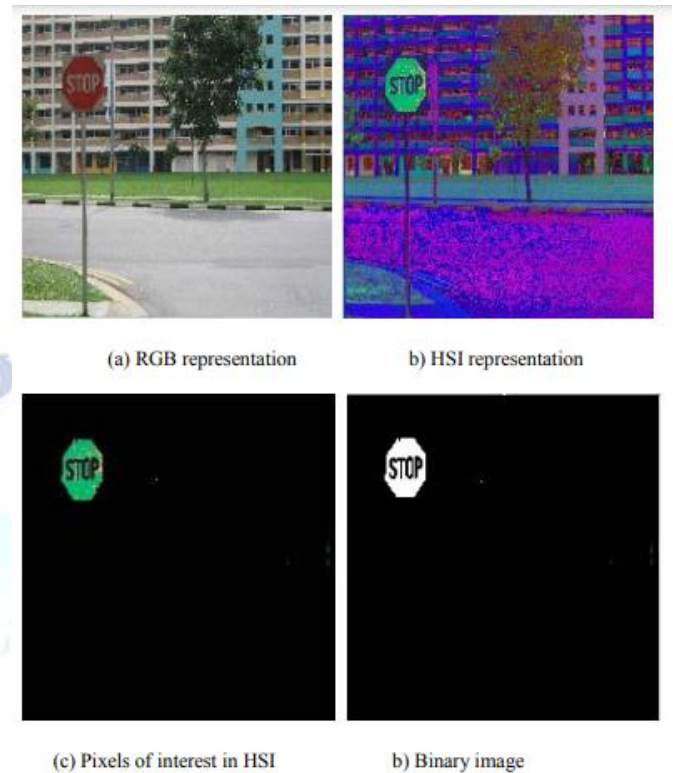 STOP
STOP
(a) RGB representation
b) HSI representation
STOP
STOP
(c) Pixels of interest in HSI
b) Binary image